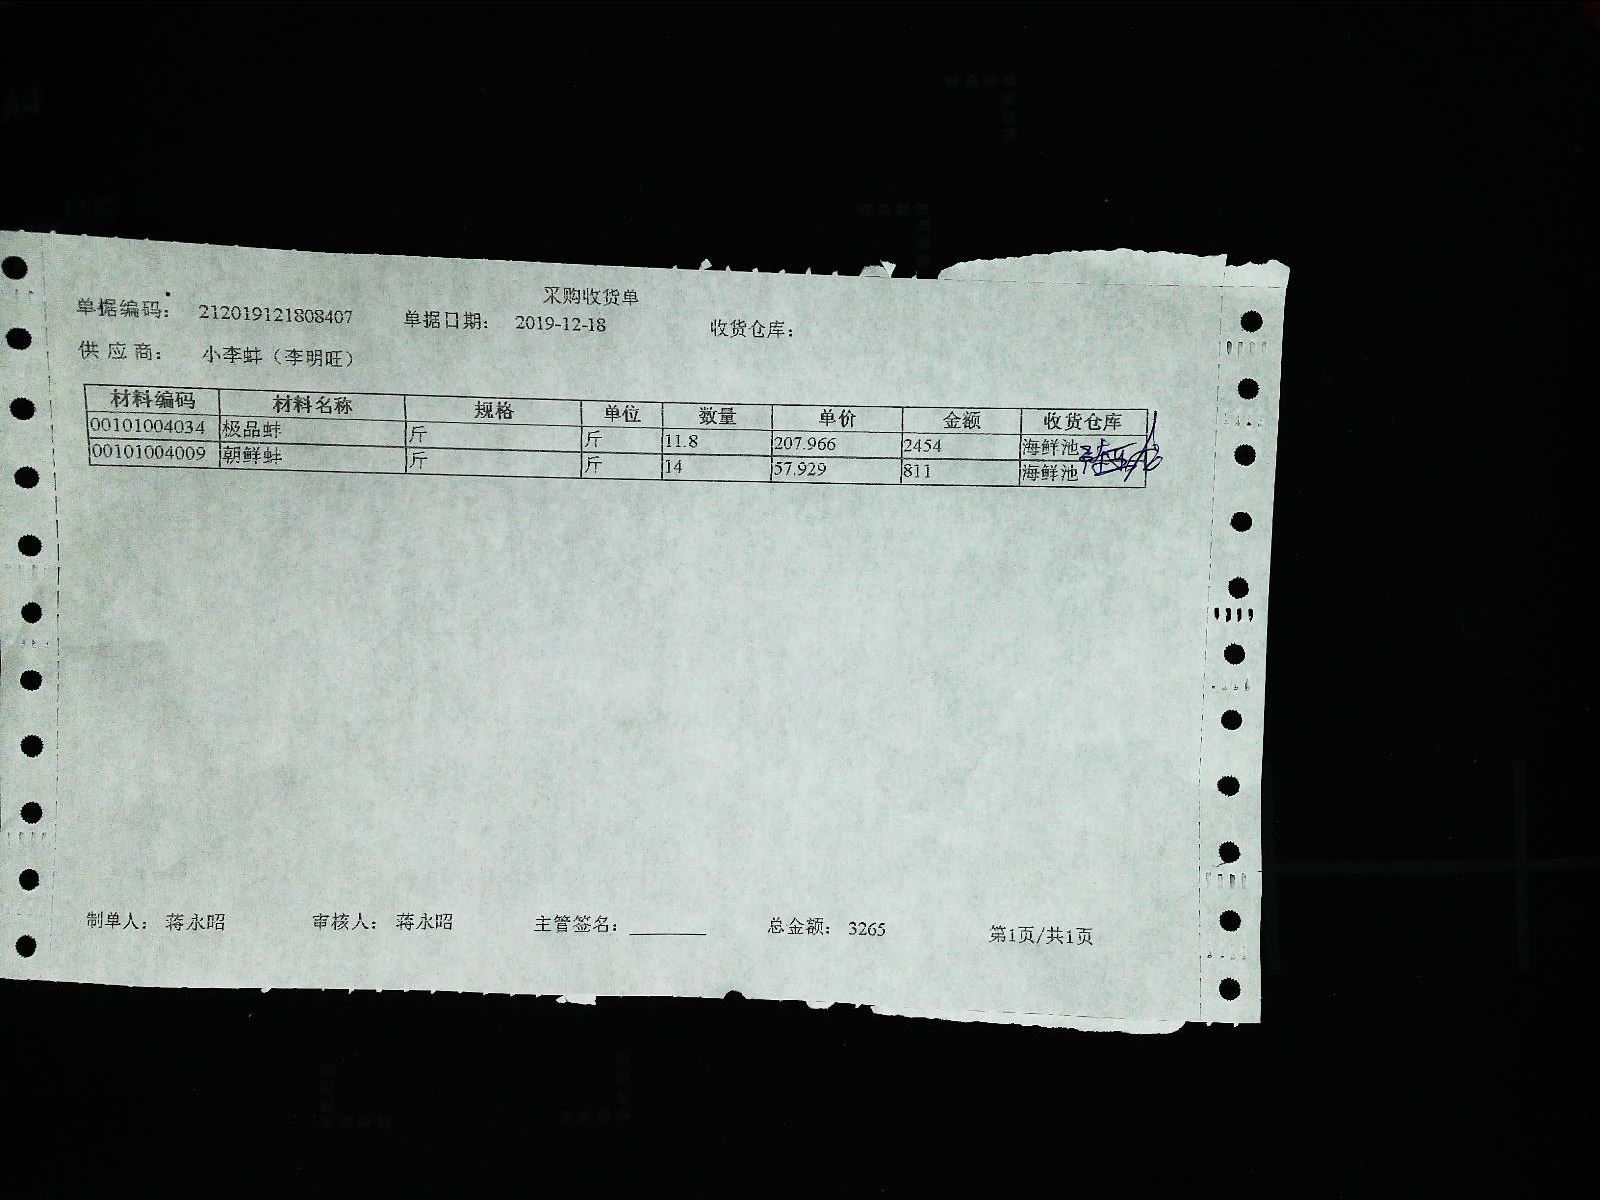 采购收货单
单据编码: 212019121808407 单据日期: 2019-12-18 收货仓库:
供应商: 小李蚌（李明旺）
材料编码 材料名称 规格 单位 数量 单价 金额 收货仓库
00101004034 极品蚌 斤 斤 11.8 207.966 2454 海鲜池
00101004009 朝鲜蚌 斤 斤 14 57.929 811 海鲜池
制单人: 蒋永昭 审核人: 蒋永昭 主管签名: 总金额: 3265 第1页/共1页